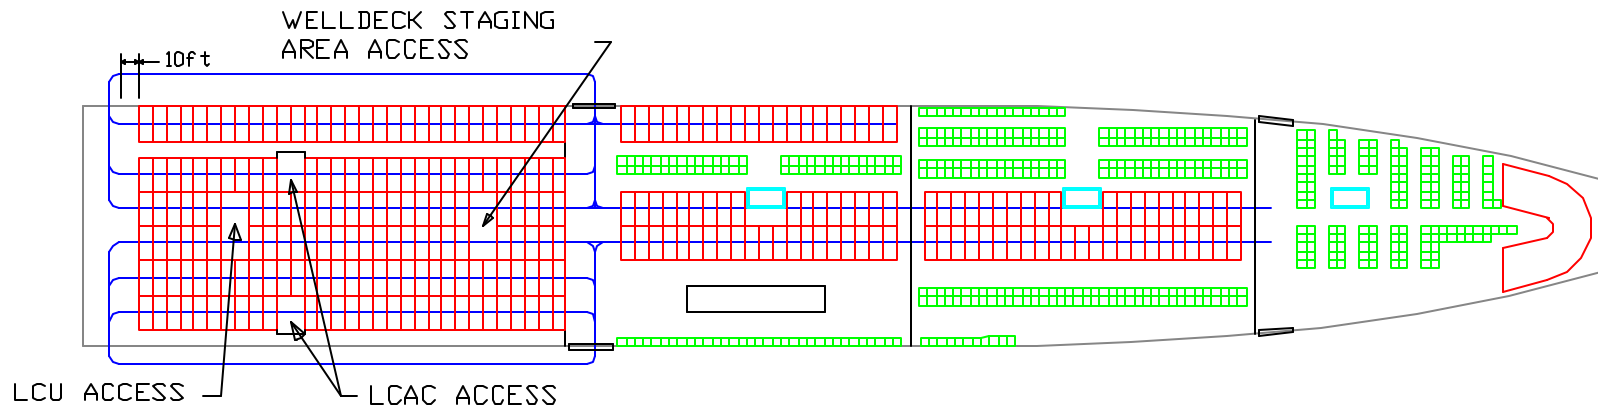 WELLDECK STAGING
AREA ACCESS
10ft
LCU ACCESS
LCAC ACCESS